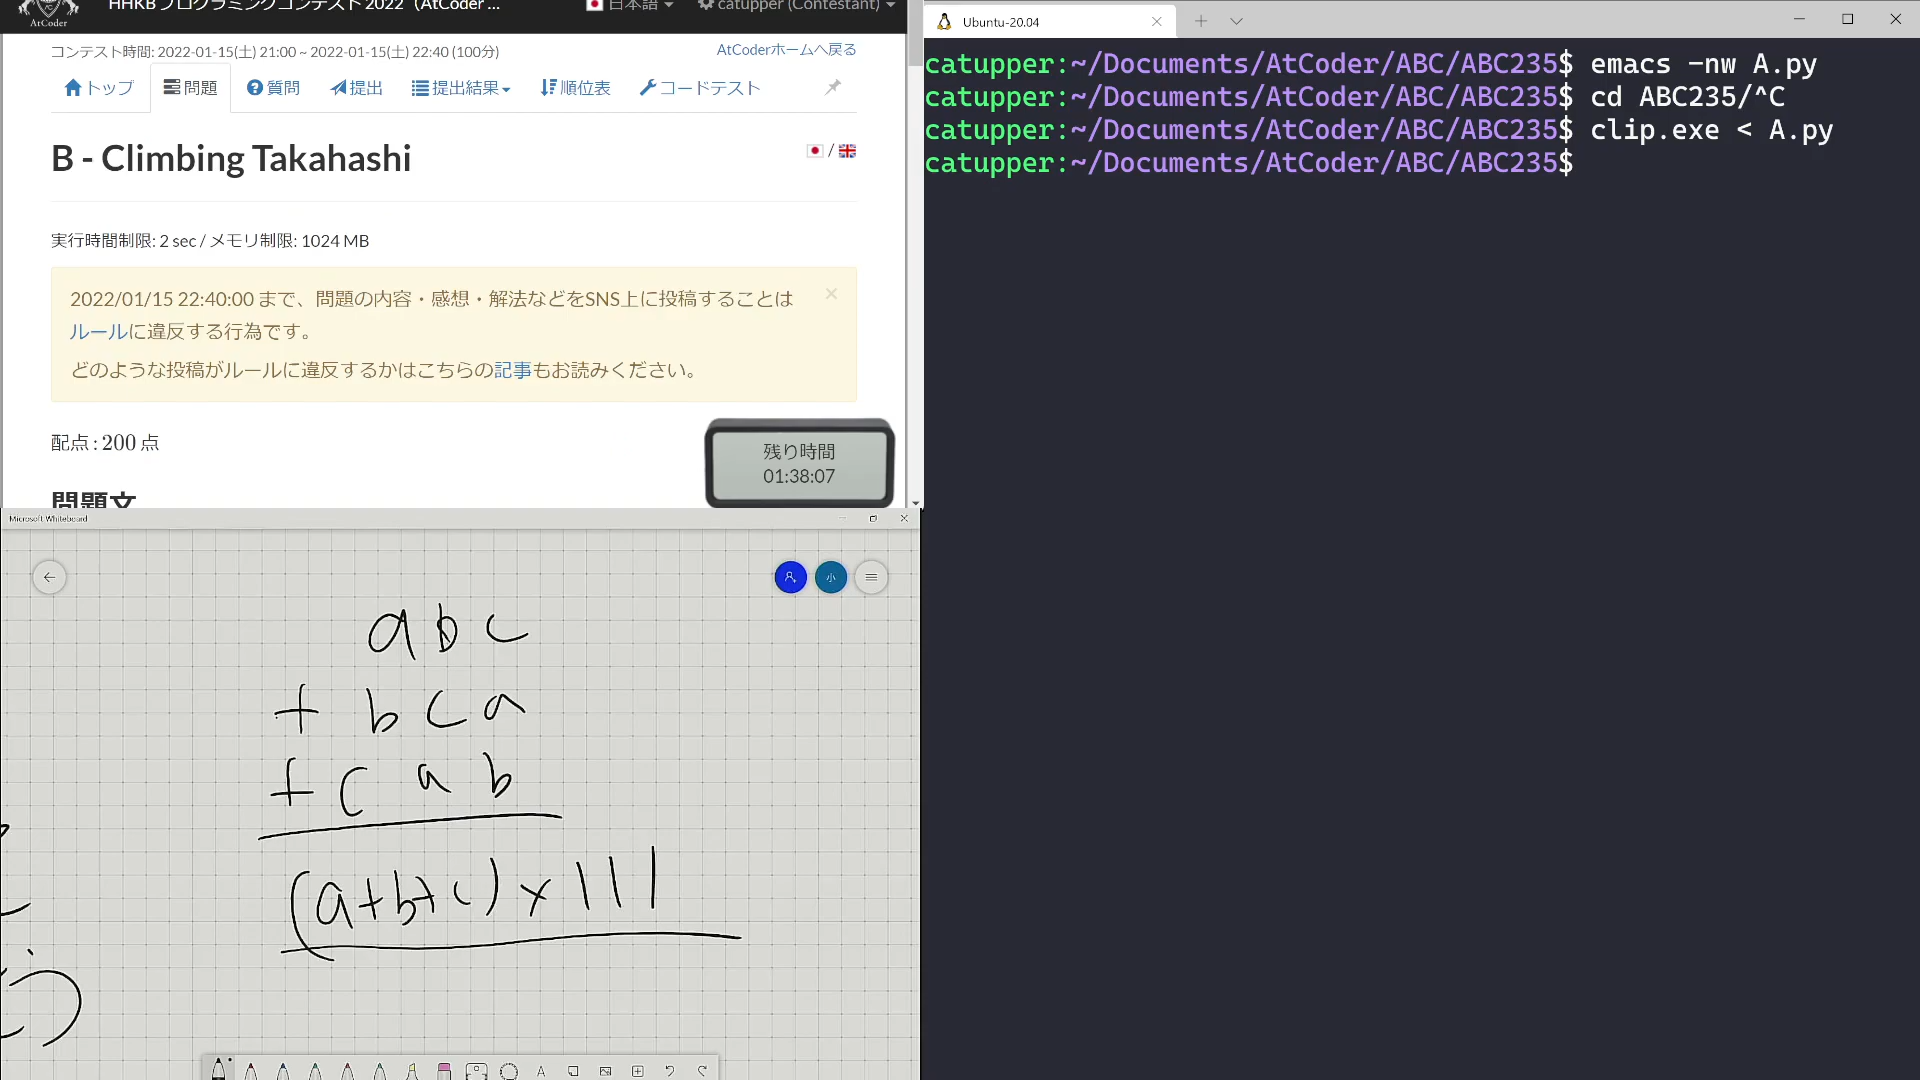 AtCoder
HHKB プログラミングコンテスト 2022（AtCoder ...
日本語
catupper (Contestant)
コンテスト時間: 2022-01-15(土) 21:00 ~ 2022-01-15(土) 22:40 (100分)
AtCoderホームへ戻る
トップ
問題
質問
提出
提出結果
順位表
コードテスト
B - Climbing Takahashi
/
実行時間制限: 2 sec / メモリ制限: 1024 MB
2022/01/15 22:40:00 まで、問題の内容・感想・解法などをSNS上に投稿することは
ルールに違反する行為です。
どのような投稿がルールに違反するかはこちらの記事もお読みください。
配点 : 200 点
残り時間
01:38:07
問題文
Microsoft Whiteboard
小
abc
+ bca
+ cab
(a+b+c) × 111
Ubuntu-20.04
catupper:~/Documents/AtCoder/ABC/ABC235$ emacs -nw A.py
catupper:~/Documents/AtCoder/ABC/ABC235$ cd ABC235/^C
catupper:~/Documents/AtCoder/ABC/ABC235$ clip.exe < A.py
catupper:~/Documents/AtCoder/ABC/ABC235$